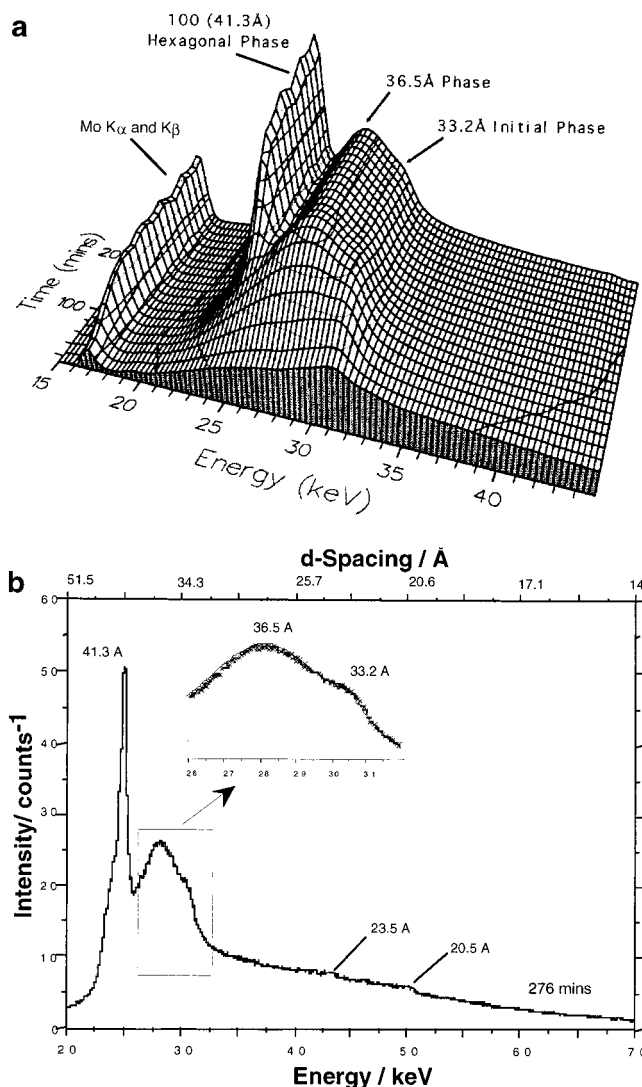 a
100 (41.3Å)
Hexagonal Phase
36.5Å Phase
33.2Å Initial Phase
Mo Kα and Kβ
Time (mins)
20
100
15
20
25
30
35
40
Energy (keV)
b
d-Spacing / Å
51.5 34.3 25.7 20.6 17.1 14
60
50
40
30
20
10
0
Intensity/ counts-1
41.3 A
36.5 A
33.2 A
26 27 28 29 30 31
23.5 A
20.5 A
276 mins
20 30 40 50 60 70
Energy / keV